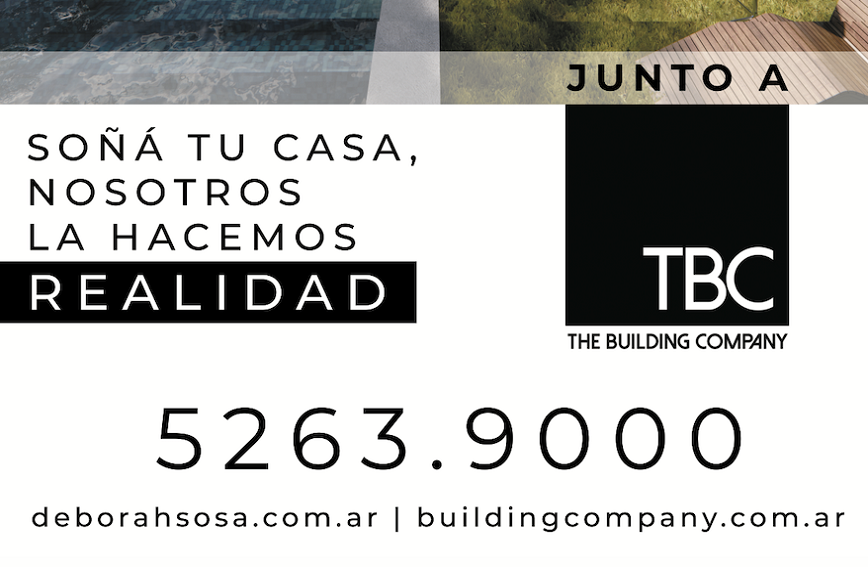 JUNTO A
SOÑÁ TU CASA,
NOSOTROS
LA HACEMOS
REALIDAD
TBC
THE BUILDING COMPANY
5263.9000
deborahsosa.com.ar | buildingcompany.com.ar